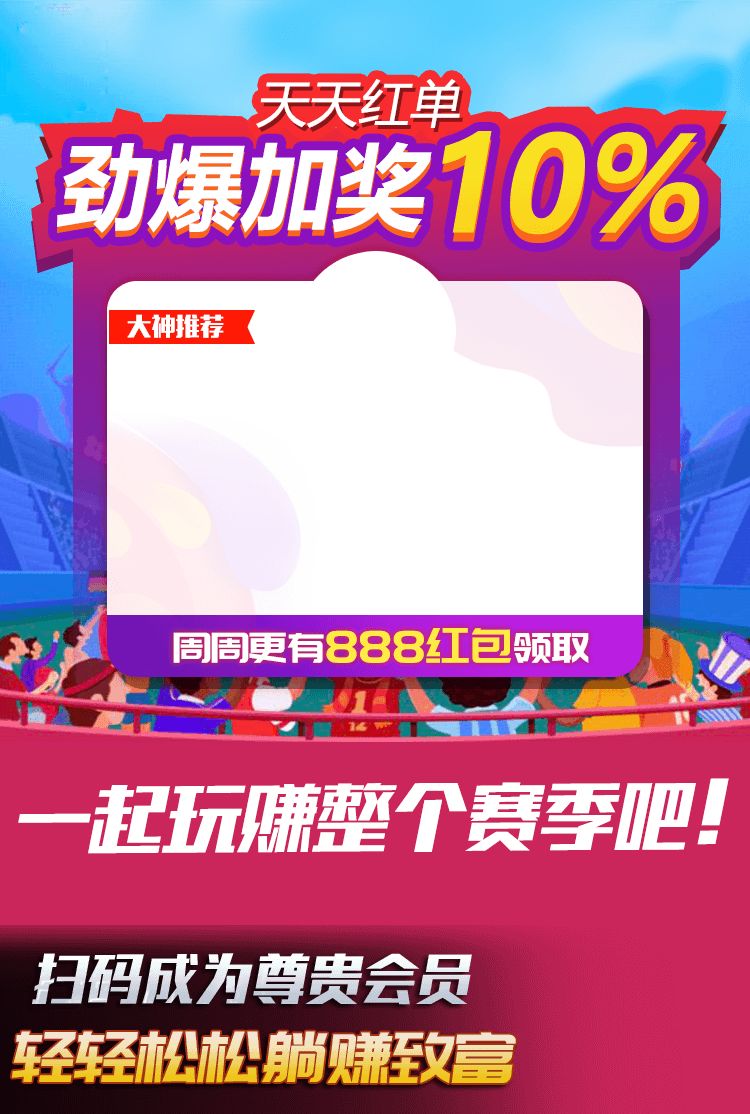 天天红单
劲爆加奖10%
大神推荐
周周更有888红包领取
1
12
一起玩赚整个赛季吧!
扫码成为尊贵会员
轻轻松松躺赚致富